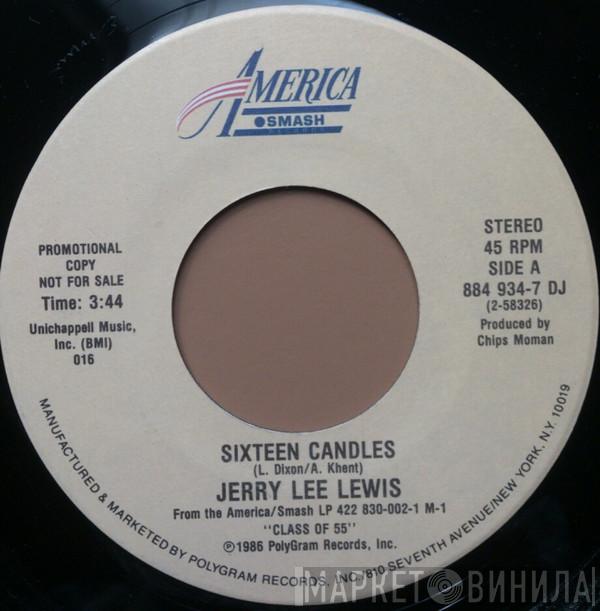 AMERICA
SMASH
RECORDS
PROMOTIONAL
COPY
NOT FOR SALE
Time: 3:44
Unichappell Music,
Inc. (BMI)
016
STEREO
45 RPM
SIDE A
884 934-7 DJ
(2-58326)
Produced by
Chips Moman
SIXTEEN CANDLES
(L. Dixon/A. Khent)
JERRY LEE LEWIS
From the America/Smash LP 422 830-002-1 M-1
"CLASS OF 55"
℗1986 PolyGram Records, Inc.
MANUFACTURED & MARKETED BY POLYGRAM RECORDS, INC./810 SEVENTH AVENUE/NEW YORK. N.Y. 10019
МАРКЕТ ВИНИЛА